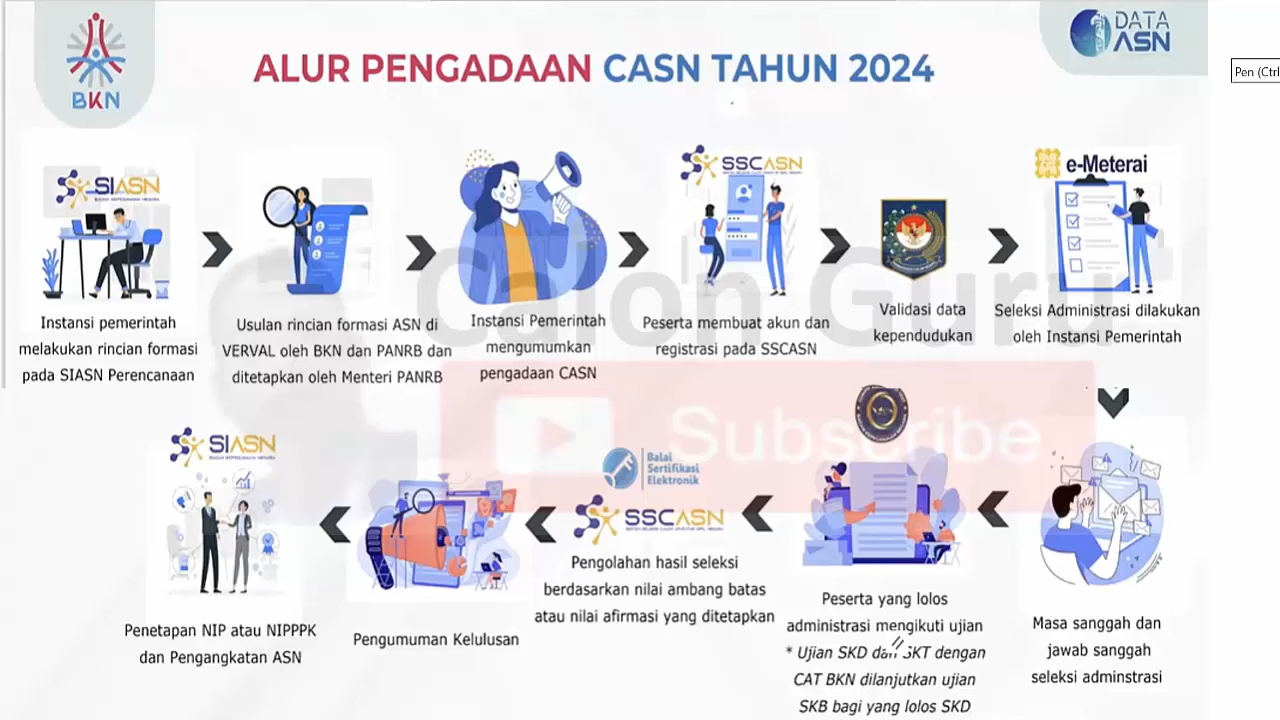 BKN
ALUR PENGADAAN CASN TAHUN 2024
DATA
ASN
Pen (Ctrl
SIASN
Instansi pemerintah
melakukan rincian formasi
pada SIASN Perencanaan
Usulan rincian formasi ASN di
VERVAL oleh BKN dan PANRB dan
ditetapkan oleh Menteri PANRB
Instansi Pemerintah
mengumumkan
pengadaan CASN
SSCASN
Peserta membuat akun dan
registrasi pada SSCASN
Validasi data
kependudukan
e-Meterai
Seleksi Administrasi dilakukan
oleh Instansi Pemerintah
Calon Guru
Subscribe
Masa sanggah dan
jawab sanggah
seleksi adminstrasi
Peserta yang lolos
administrasi mengikuti ujian
* Ujian SKD dan SKT dengan
CAT BKN dilanjutkan ujian
SKB bagi yang lolos SKD
Balai
Sertifikasi
Elektronik
SSCASN
Pengolahan hasil seleksi
berdasarkan nilai ambang batas
atau nilai afirmasi yang ditetapkan
Pengumuman Kelulusan
SIASN
BADAN KEPEGAWAIAN NEGARA
Penetapan NIP atau NIPPPK
dan Pengangkatan ASN